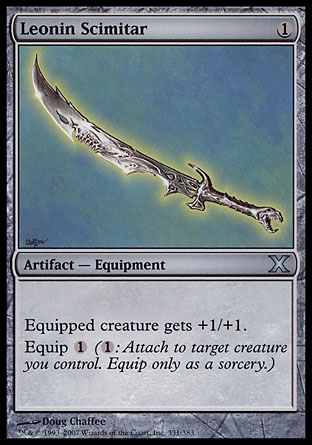 Leonin Scimitar 1
Artifact — Equipment
X
Equipped creature gets +1/+1.
Equip 1 (1: Attach to target creature
you control. Equip only as a sorcery.)
Doug Chaffee
™ & © 1993–2007 Wizards of the Coast, Inc. 331/383